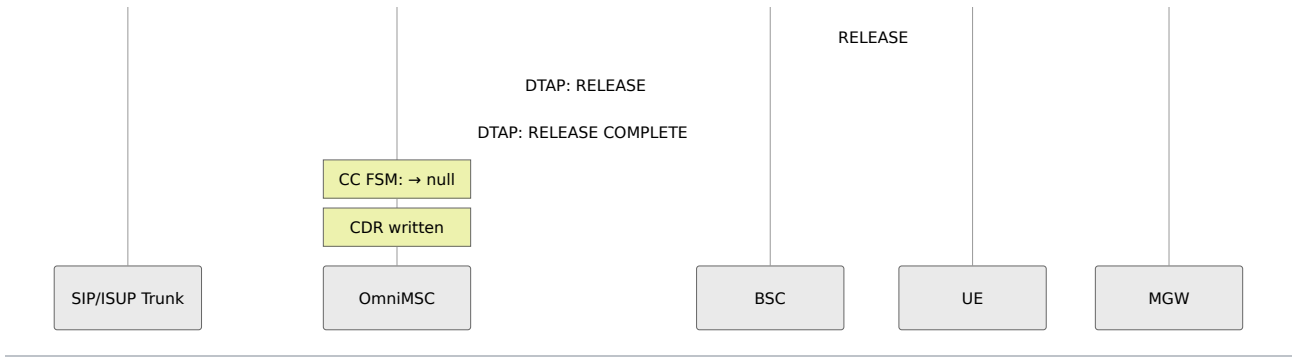 RELEASE
DTAP: RELEASE
DTAP: RELEASE COMPLETE
CC FSM: → null
CDR written
SIP/ISUP Trunk
OmniMSC
BSC
UE
MGW